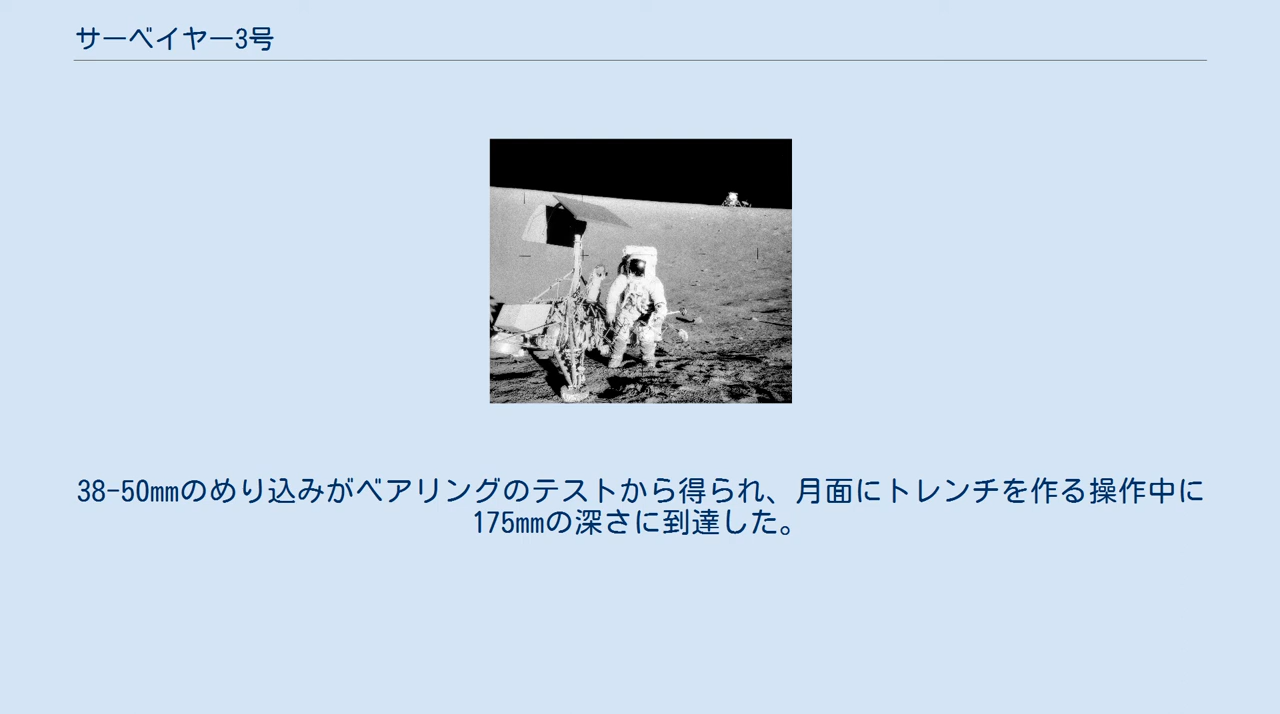 サーベイヤー3号
38-50mmのめり込みがベアリングのテストから得られ、月面にトレンチを作る操作中に
175mmの深さに到達した。